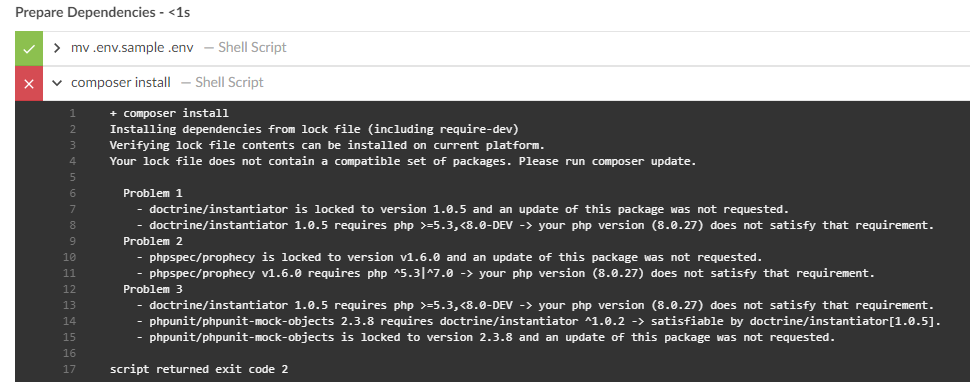 Prepare Dependencies - <1s
mv .env.sample .env — Shell Script
composer install — Shell Script
1 + composer install
2 Installing dependencies from lock file (including require-dev)
3 Verifying lock file contents can be installed on current platform.
4 Your lock file does not contain a compatible set of packages. Please run composer update.
5
6 Problem 1
7 - doctrine/instantiator is locked to version 1.0.5 and an update of this package was not requested.
8 - doctrine/instantiator 1.0.5 requires php >=5.3,<8.0-DEV -> your php version (8.0.27) does not satisfy that requirement.
9 Problem 2
10 - phpspec/prophecy is locked to version v1.6.0 and an update of this package was not requested.
11 - phpspec/prophecy v1.6.0 requires php ^5.3|^7.0 -> your php version (8.0.27) does not satisfy that requirement.
12 Problem 3
13 - doctrine/instantiator 1.0.5 requires php >=5.3,<8.0-DEV -> your php version (8.0.27) does not satisfy that requirement.
14 - phpunit/phpunit-mock-objects 2.3.8 requires doctrine/instantiator ^1.0.2 -> satisfiable by doctrine/instantiator[1.0.5].
15 - phpunit/phpunit-mock-objects is locked to version 2.3.8 and an update of this package was not requested.
16
17 script returned exit code 2